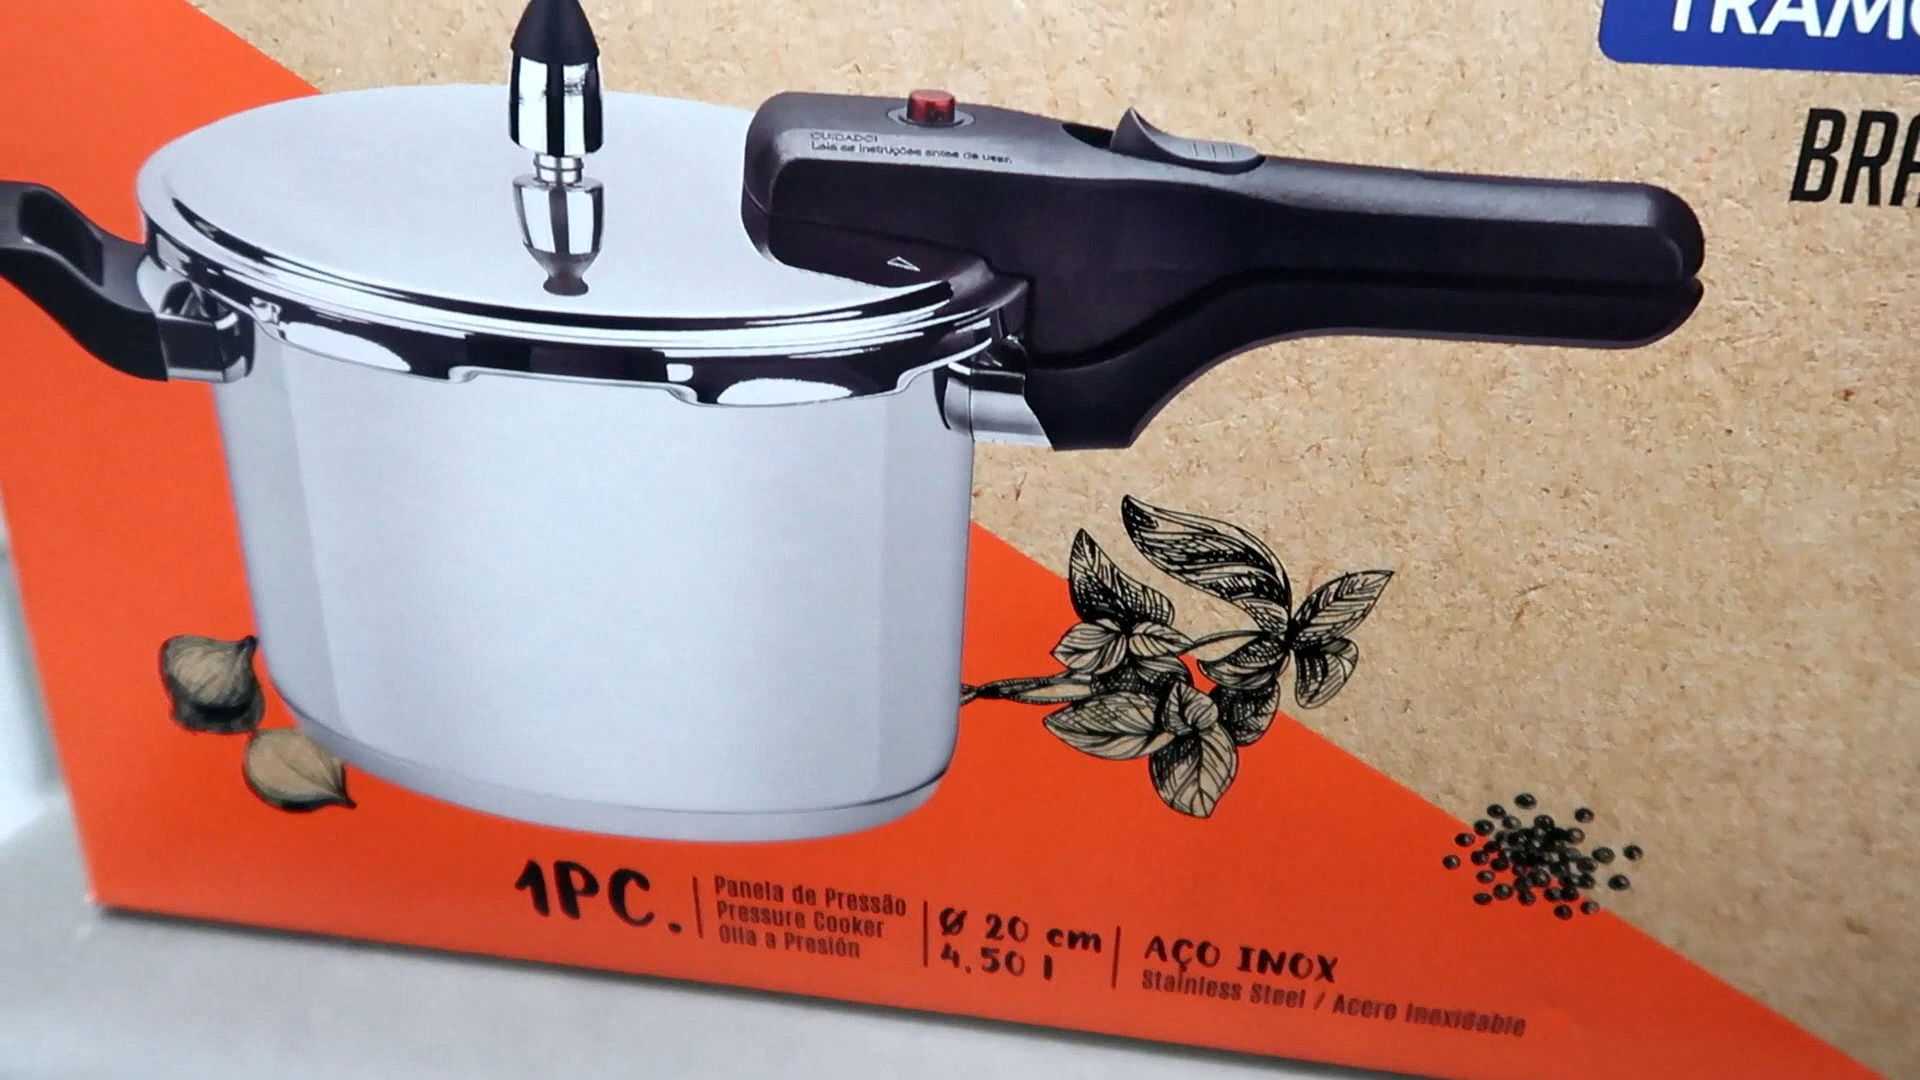 TRAMO
BRA
CUIDADO!
Leia as instruções antes de usar.
1PC.
Panela de Pressão
Pressure Cooker
Olla a Presión
Ø 20 cm
4,50 l
AÇO INOX
Stainless Steel / Acero Inoxidable